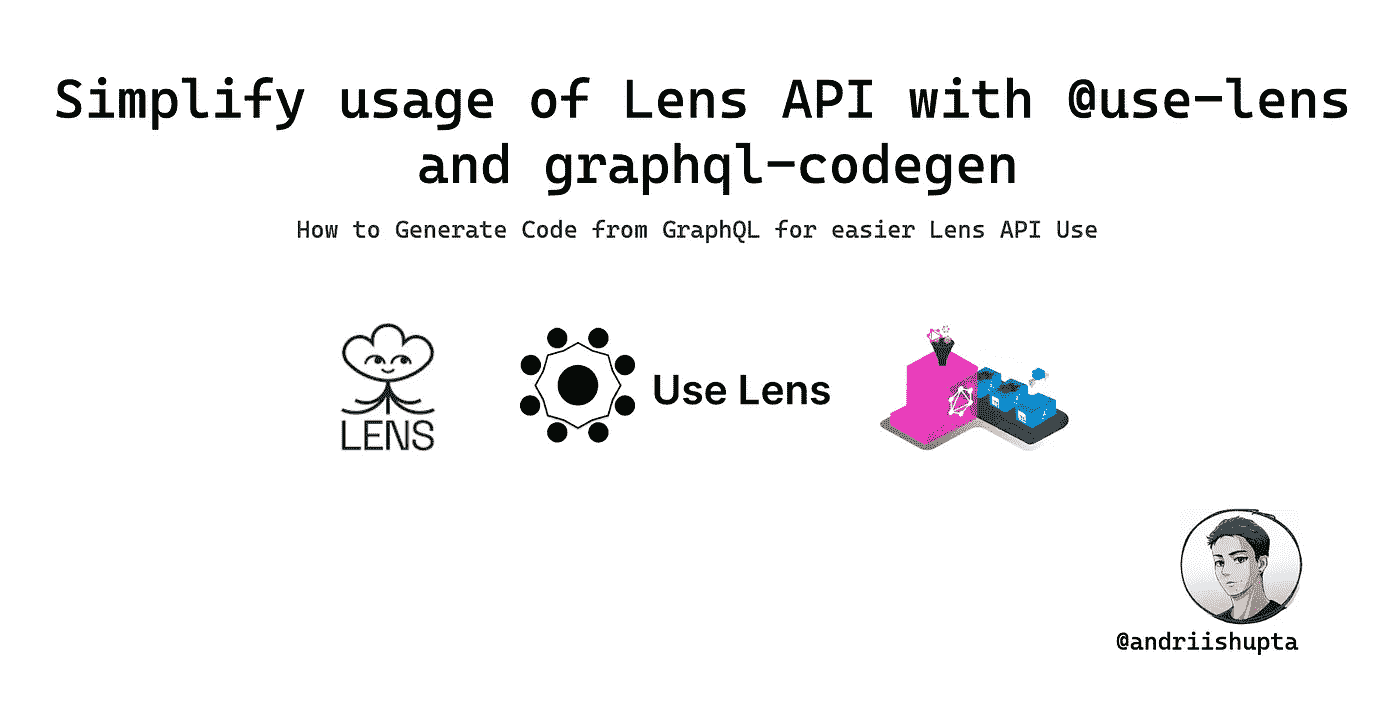 Simplify usage of Lens API with @use-lens
and graphql-codegen
How to Generate Code from GraphQL for easier Lens API Use
LENS
Use Lens
@andriishupta